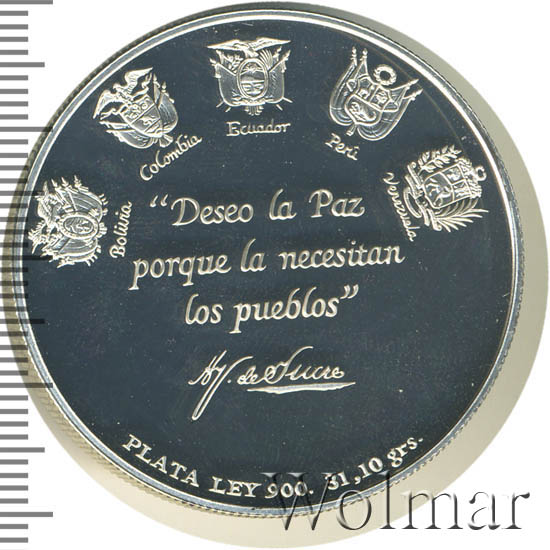 Bolivia
Colombia
Ecuador
Perú
Venezuela
“Deseo la Paz
porque la necesitan
los pueblos”
AJ. de Sucre
PLATA LEY 900. 31,10 grs.
Wolmar